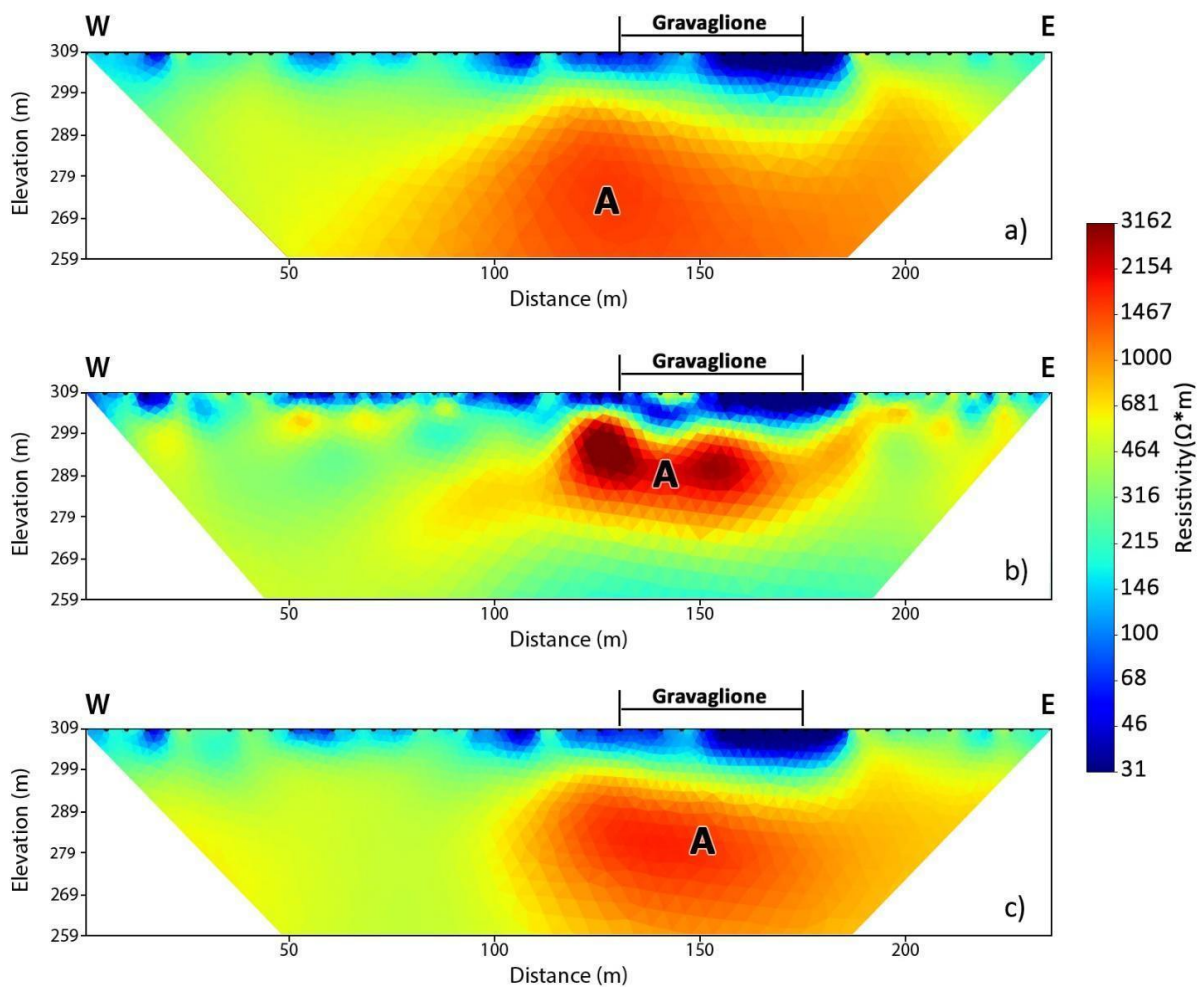 Gravaglione
W E
309
299
289
279
269
259
Elevation (m)
A
a)
50 100 150 200
Distance (m)
Gravaglione
W E
309
299
289
279
269
259
Elevation (m)
A
b)
50 100 150 200
Distance (m)
Gravaglione
W E
309
299
289
279
269
259
Elevation (m)
A
c)
50 100 150 200
Distance (m)
3162
2154
1467
1000
681
464
316
215
146
100
68
46
31
Resistivity(Ω*m)